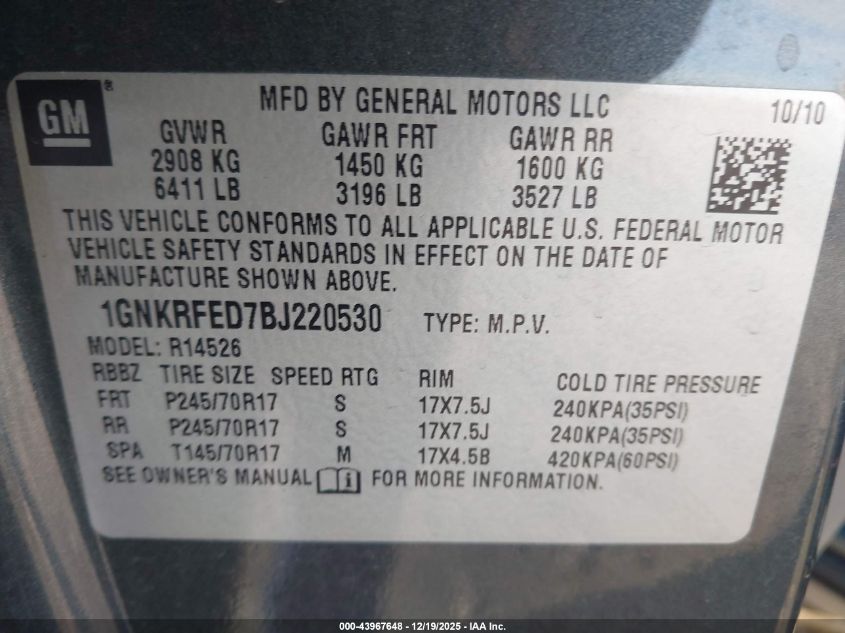 GM ®
MFD BY GENERAL MOTORS LLC 10/10
GVWR GAWR FRT GAWR RR
2908 KG 1450 KG 1600 KG
6411 LB 3196 LB 3527 LB
THIS VEHICLE CONFORMS TO ALL APPLICABLE U.S. FEDERAL MOTOR
VEHICLE SAFETY STANDARDS IN EFFECT ON THE DATE OF
MANUFACTURE SHOWN ABOVE.
1GNKRFED7BJ220530 TYPE: M.P.V.
MODEL: R14526
RBBZ TIRE SIZE SPEED RTG RIM COLD TIRE PRESSURE
FRT P245/70R17 S 17X7.5J 240KPA(35PSI)
RR P245/70R17 S 17X7.5J 240KPA(35PSI)
SPA T145/70R17 M 17X4.5B 420KPA(60PSI)
SEE OWNER'S MANUAL FOR MORE INFORMATION.
000-43967648 - 12/19/2025 - IAA Inc.